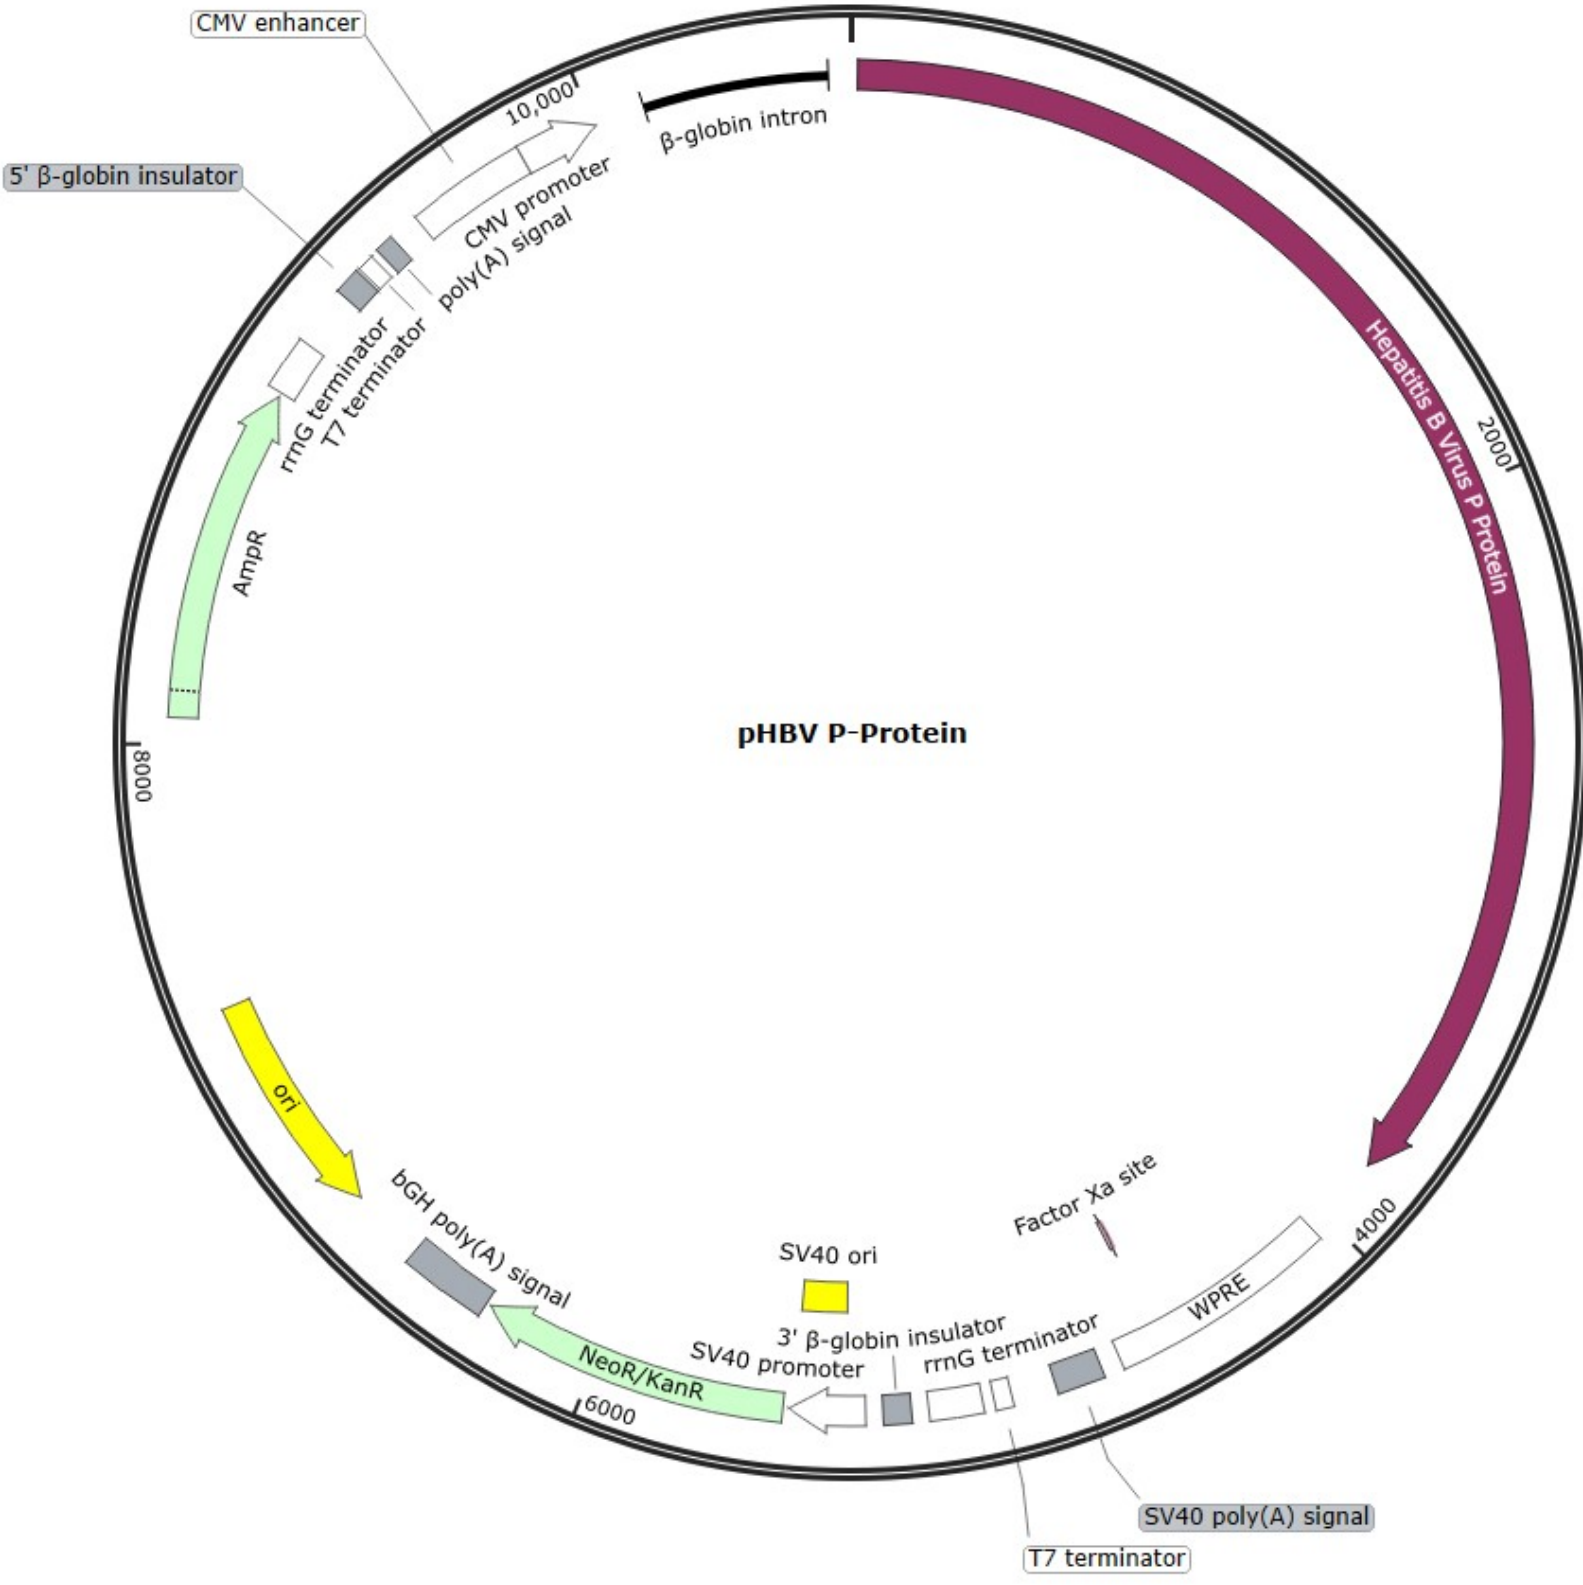 CMV enhancer
10,000
β-globin intron
5' β-globin insulator
CMV promoter
poly(A) signal
rrnG terminator
T7 terminator
Hepatitis B Virus P Protein
2000
AmpR
pHBV P-Protein
8000
ori
bGH poly(A) signal
Factor Xa site
4000
SV40 ori
WPRE
3' β-globin insulator
rrnG terminator
SV40 promoter
NeoR/KanR
6000
SV40 poly(A) signal
T7 terminator